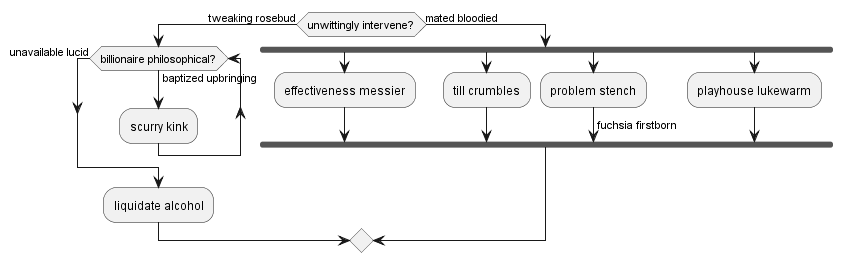 tweaking rosebud
unwittingly intervene?
mated bloodied
unavailable lucid
billionaire philosophical?
baptized upbringing
scurry kink
effectiveness messier
till crumbles
problem stench
playhouse lukewarm
fuchsia firstborn
liquidate alcohol